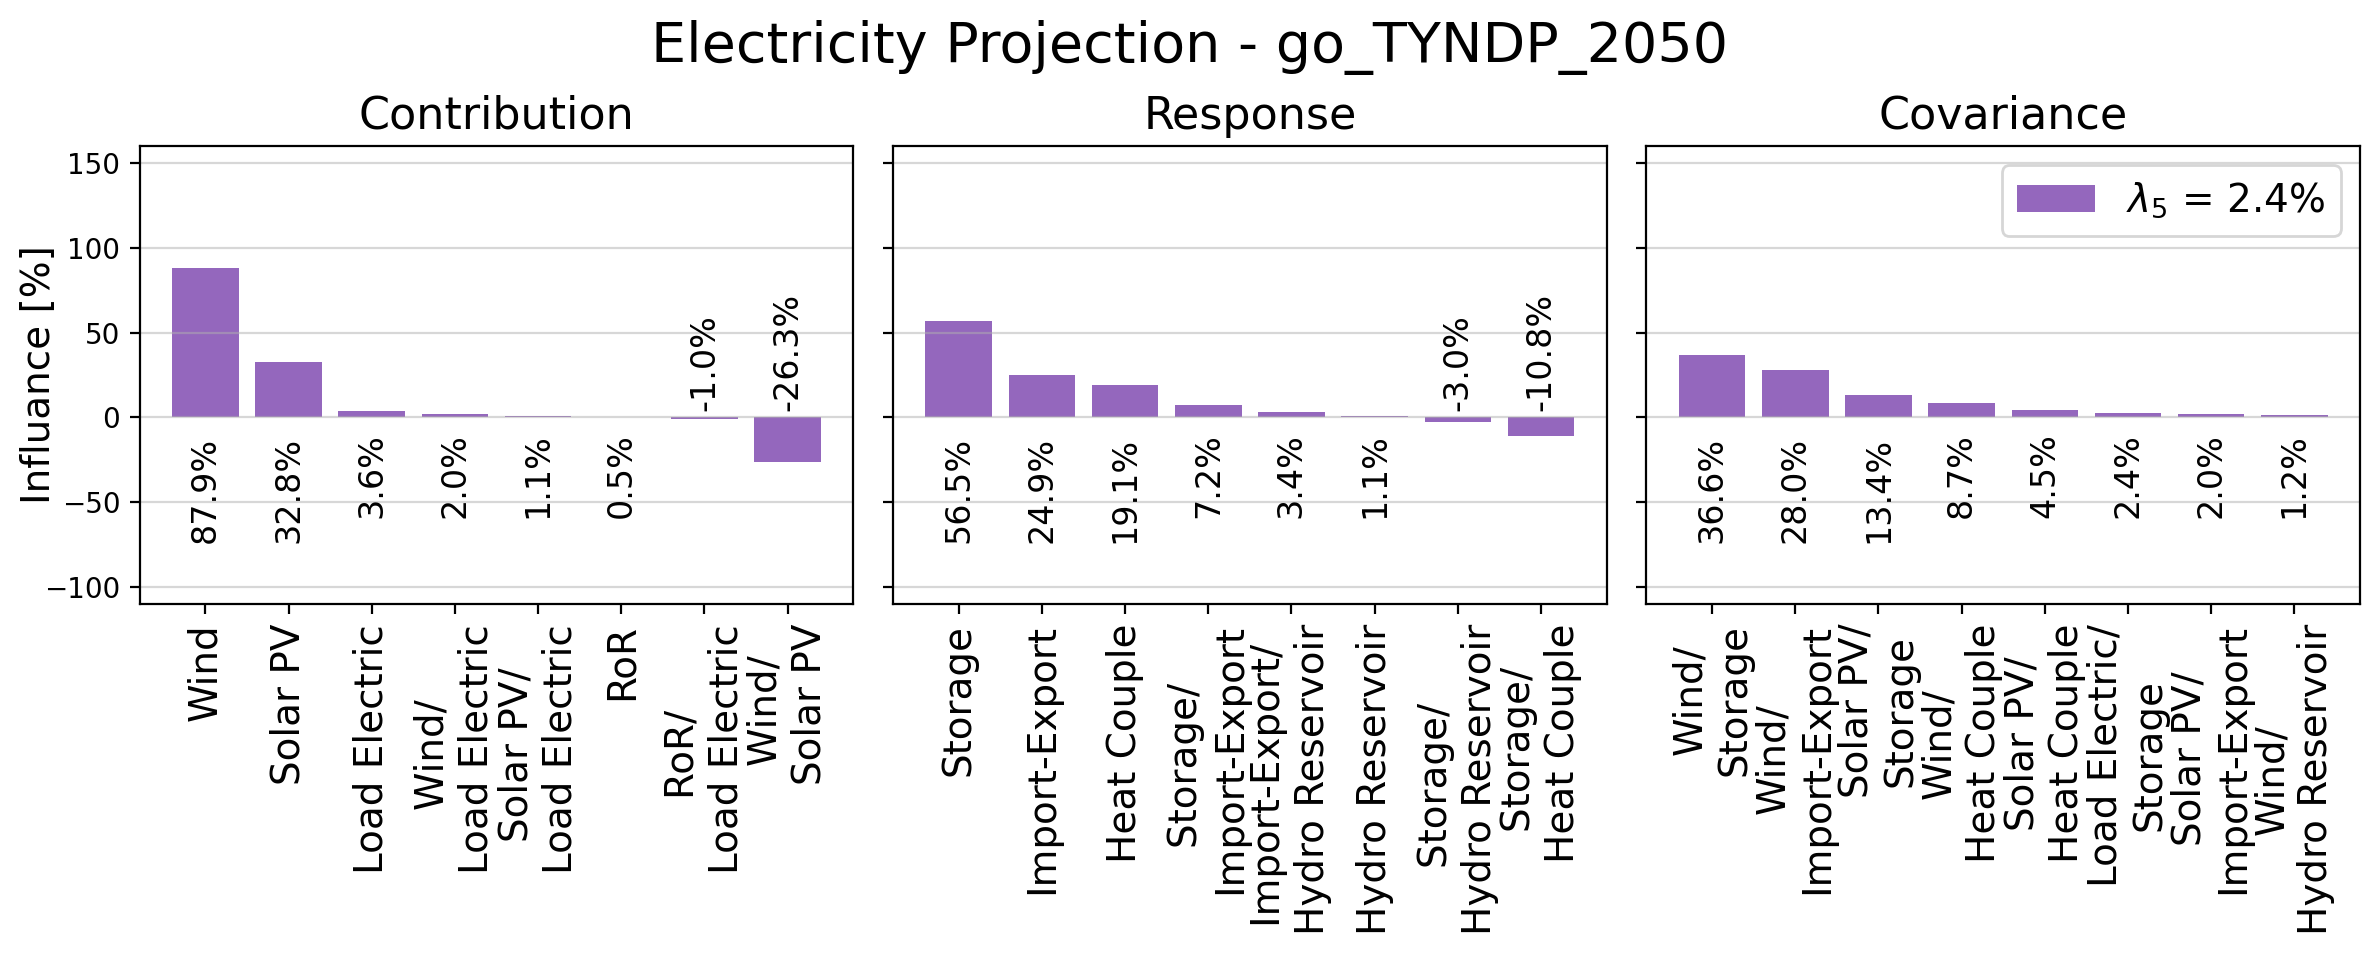 Electricity Projection - go_TYNDP_2050
Contribution
Response
Covariance
Influance [%]
150
100
50
0
−50
−100
λ5 = 2.4%
87.9%
32.8%
3.6%
2.0%
1.1%
0.5%
-1.0%
-26.3%
56.5%
24.9%
19.1%
7.2%
3.4%
1.1%
-3.0%
-10.8%
36.6%
28.0%
13.4%
8.7%
4.5%
2.4%
2.0%
1.2%
Wind
Solar PV
Load Electric
Wind/
Load Electric
Solar PV/
Load Electric
RoR
RoR/
Load Electric
Wind/
Solar PV
Storage
Import-Export
Heat Couple
Storage/
Import-Export
Import-Export/
Hydro Reservoir
Hydro Reservoir
Storage/
Hydro Reservoir
Storage/
Heat Couple
Wind/
Storage
Wind/
Import-Export
Solar PV/
Storage
Wind/
Heat Couple
Solar PV/
Heat Couple
Load Electric/
Storage
Solar PV/
Import-Export
Wind/
Hydro Reservoir